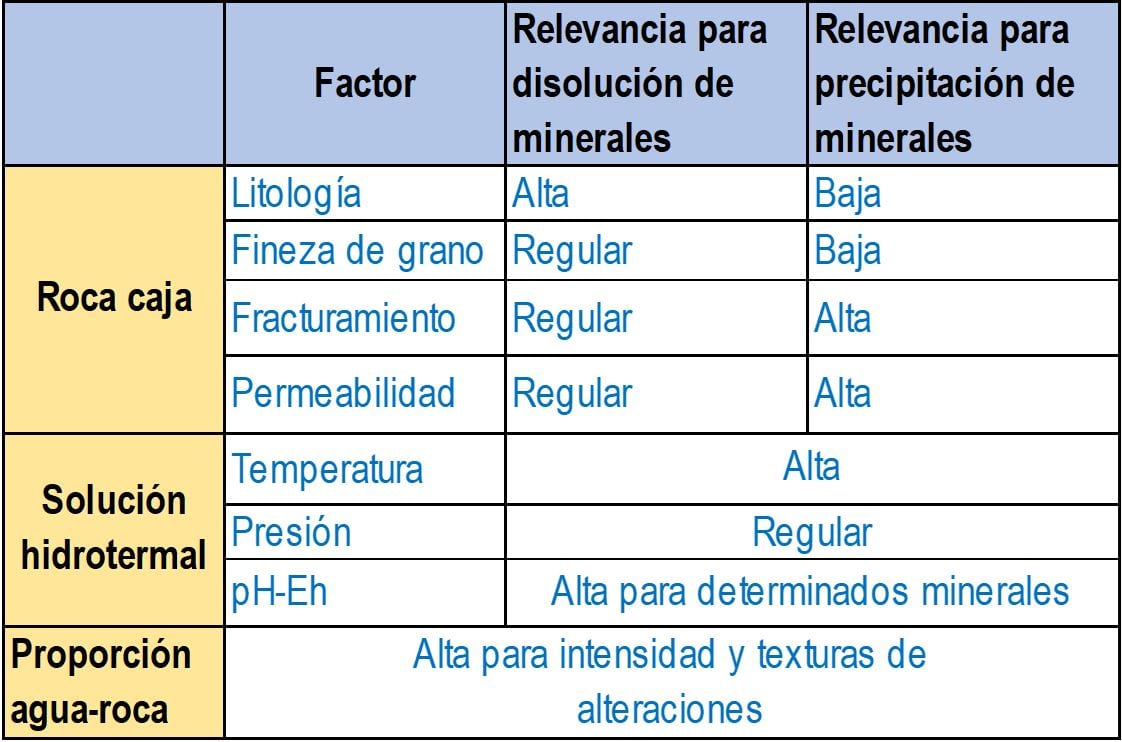 Factor
Relevancia para
disolución de
minerales
Relevancia para
precipitación de
minerales
Roca caja
Litología
Alta
Baja
Fineza de grano
Regular
Baja
Fracturamiento
Regular
Alta
Permeabilidad
Regular
Alta
Solución
hidrotermal
Temperatura
Alta
Presión
Regular
pH-Eh
Alta para determinados minerales
Proporción
agua-roca
Alta para intensidad y texturas de
alteraciones